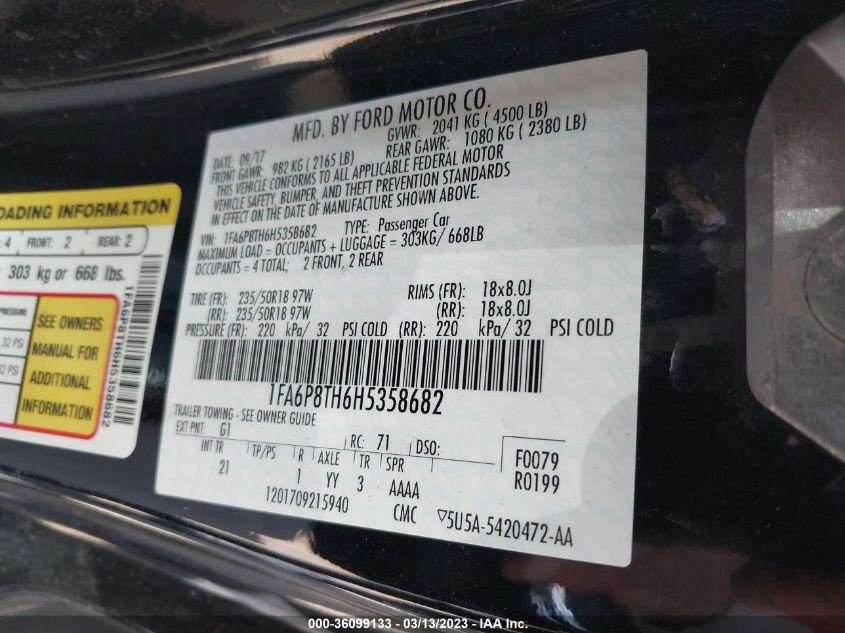 OADING INFORMATION
4 FRONT: 2 REAR: 2
303 kg or 668 lbs.
PRESSURE
32 PSI
32 PSI
SEE OWNERS
MANUAL FOR
ADDITIONAL
INFORMATION
1FA6P8TH6H5358682
MFD. BY FORD MOTOR CO.
DATE: 09/17 GVWR: 2041 KG ( 4500 LB)
FRONT GAWR: 982 KG ( 2165 LB) REAR GAWR: 1080 KG ( 2380 LB)
THIS VEHICLE CONFORMS TO ALL APPLICABLE FEDERAL MOTOR
VEHICLE SAFETY, BUMPER, AND THEFT PREVENTION STANDARDS
IN EFFECT ON THE DATE OF MANUFACTURE SHOWN ABOVE.
VIN: 1FA6P8TH6H5358682 TYPE: Passenger Car
MAXIMUM LOAD = OCCUPANTS + LUGGAGE = 303KG/ 668LB
OCCUPANTS = 4 TOTAL; 2 FRONT, 2 REAR
TIRE (FR): 235/50R18 97W RIMS (FR): 18x8.0J
(RR): 235/50R18 97W (RR): 18x8.0J
PRESSURE (FR): 220 kPa/ 32 PSI COLD (RR): 220 kPa/ 32 PSI COLD
1FA6P8TH6H5358682
TRAILER TOWING - SEE OWNER GUIDE
EXT PNT: G1 RC: 71 DSO:
INT TR TP/PS R AXLE TR SPR
21 1 YY 3 AAAA
F0079
R0199
1201709215940 CMC ▽5U5A-5420472-AA
000-36099133 - 03/13/2023 - IAA Inc.